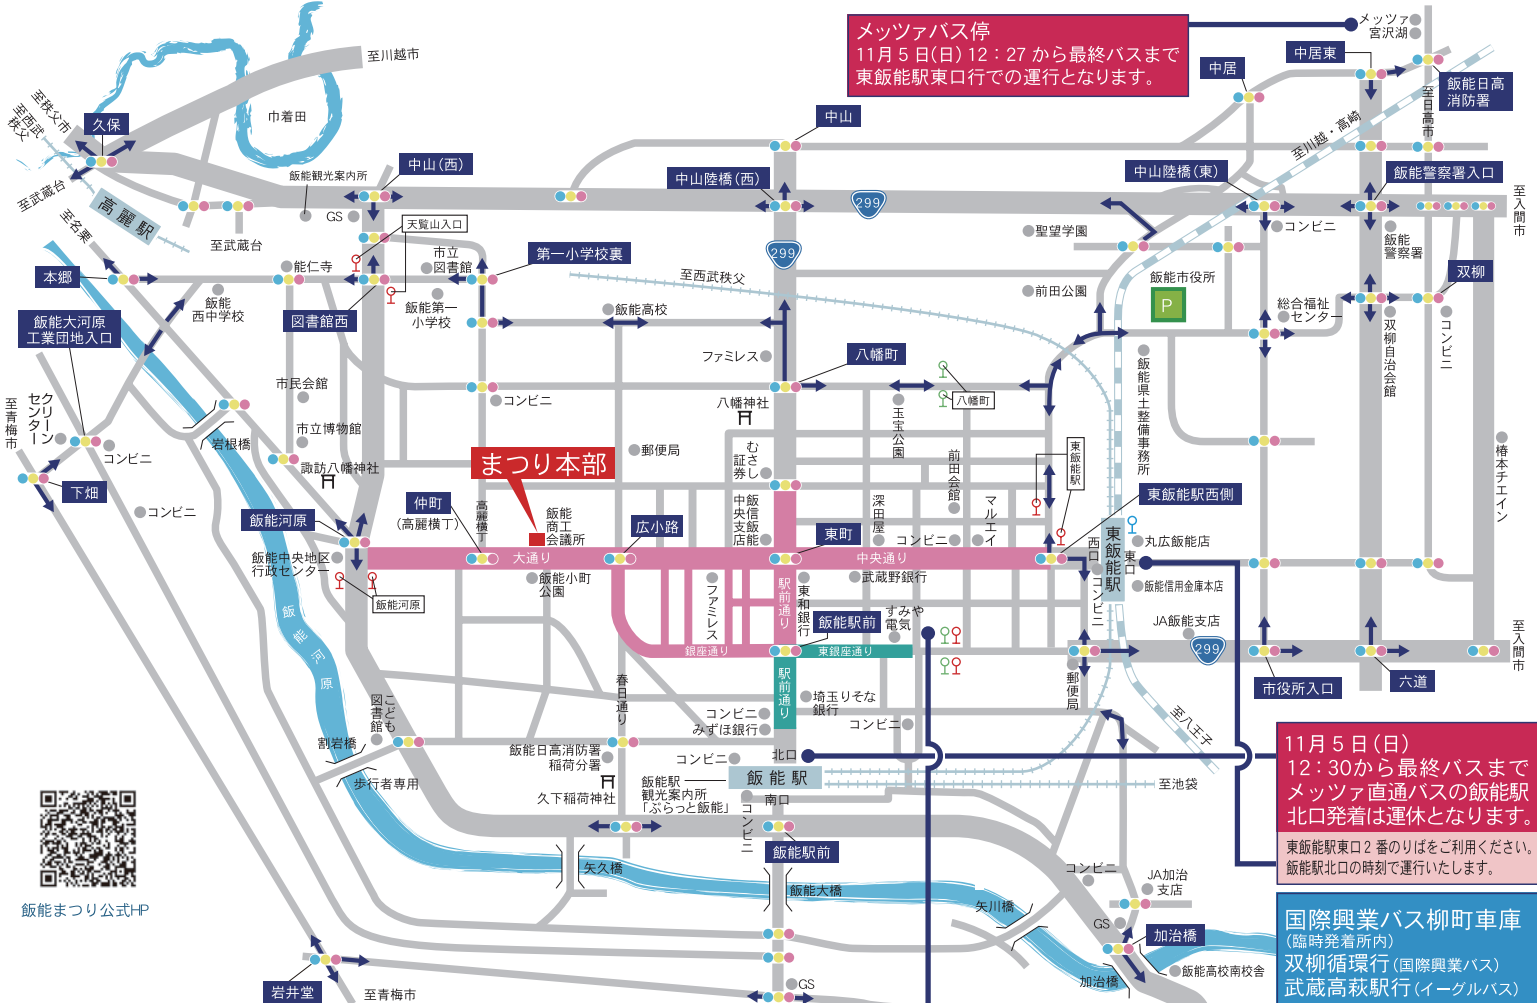 メッツァバス停
11月5日(日)12：27から最終バスまで
東飯能駅東口行での運行となります。
メッツァ
宮沢湖
中居東
中居
飯能日高
消防署
至川越市
至秩父市
至西武
秩父
久保
巾着田
至日高市
至川越・高崎
中山
中山(西)
中山陸橋(西)
中山陸橋(東)
飯能警察署入口
飯能観光案内所
至武蔵台
高麗駅
至名栗
GS
天覧山入口
299
至入間市
至武蔵台
聖望学園
コンビニ
飯能
警察署
市立
図書館
第一小学校裏
299
本郷
能仁寺
至西武秩父
飯能市役所
P
双柳
飯能
西中学校
飯能第一
小学校
前田公園
総合福祉
センター
飯能大河原
工業団地入口
図書館西
飯能高校
双柳自治会館
コンビニ
ファミレス
八幡町
飯能県土整備事務所
市民会館
コンビニ
八幡神社
玉宝公園
八幡町
至青梅市
クリーン
センター
市立博物館
岩根橋
コンビニ
諏訪八幡神社
まつり本部
郵便局
むさし
証券
前田会館
東飯能駅
椿本チエイン
下畑
コンビニ
飯能河原
仲町
(高麗横丁)
高麗横丁
飯能
商工
会議所
広小路
飯能信用
中央支店
東町
深田屋
コンビニ
マルエイ
東飯能駅西側
西口
コンビニ
東飯能駅
東口
丸広飯能店
大通り
中央通り
飯能中央地区
行政センター
飯能河原
飯能小町
公園
ファミレス
駅前通り
東和銀行
武蔵野銀行
飯能信用金庫本店
飯能駅前
すみや
電気
JA飯能支店
飯能河原
銀座通り
東銀座通り
299
至入間市
春日通り
駅前通り
埼玉りそな
銀行
郵便局
市役所入口
六道
こども
図書館
コンビニ
みずほ銀行
コンビニ
至八王子
割岩橋
飯能日高消防署
稲荷分署
コンビニ
北口
歩行者専用
久下稲荷神社
飯能駅
観光案内所
「ぶらっと飯能」
飯能駅
至池袋
南口
コンビニ
11月5日(日)
12：30から最終バスまで
メッツァ直通バスの飯能駅
北口発着は運休となります。
東飯能駅東口2番のりばをご利用ください。
飯能駅北口の時刻で運行いたします。
飯能駅前
矢久橋
飯能大橋
コンビニ
JA加治
支店
矢川橋
GS
加治橋
飯能まつり公式HP
国際興業バス柳町車庫
(臨時発着所内)
双柳循環行(国際興業バス)
武蔵高萩駅行(イーグルバス)
加治橋
飯能高校南校舎
岩井堂
至青梅市
GS